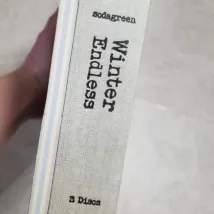 sodagreen
Winter
Endless
3 Discs